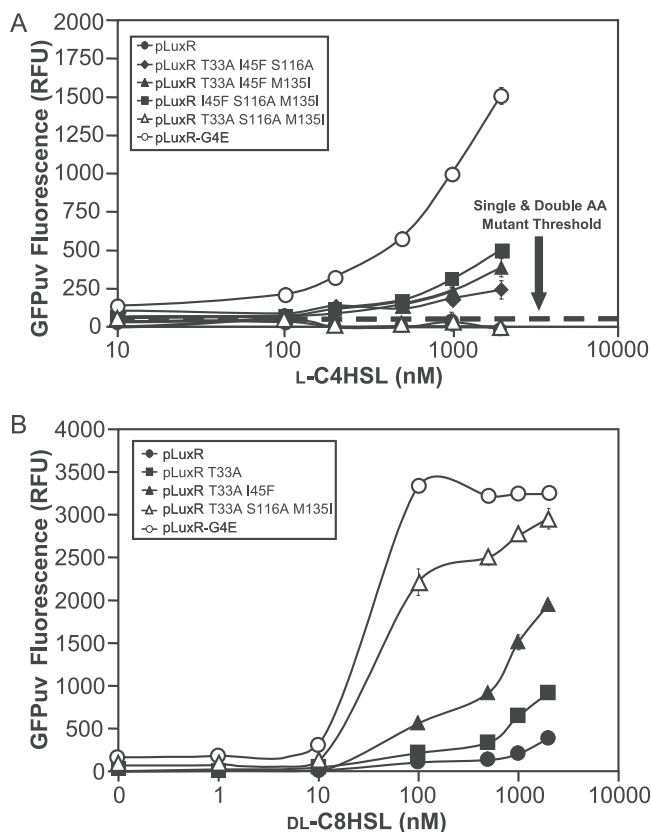 A
GFPuv Fluorescence (RFU)
2000
1750
1500
1250
1000
750
500
250
0
pLuxR
pLuxR T33A I45F S116A
pLuxR T33A I45F M135I
pLuxR I45F S116A M135I
pLuxR T33A S116A M135I
pLuxR-G4E
Single & Double AA
Mutant Threshold
10 100 1000 10000
L-C4HSL (nM)
B
GFPuv Fluorescence (RFU)
4000
3500
3000
2500
2000
1500
1000
500
0
pLuxR
pLuxR T33A
pLuxR T33A I45F
pLuxR T33A S116A M135I
pLuxR-G4E
0 1 10 100 1000 10000
DL-C8HSL (nM)